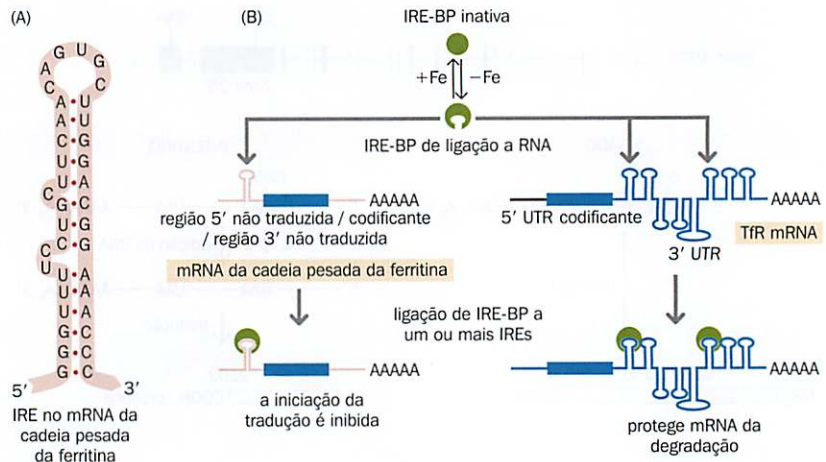 (A)
A G U G C
A C A A C U U C G U C C U U U U G G G
U U G G A C G G A A A C C C
5′ 3′
IRE no mRNA da
cadeia pesada
da ferritina
(B)
IRE-BP inativa
+Fe −Fe
IRE-BP de ligação a RNA
AAAAA
região 5′ não traduzida / codificante
/ região 3′ não traduzida
mRNA da cadeia pesada da ferritina
AAAAA
5′ UTR codificante
3′ UTR
TfR mRNA
ligação de IRE-BP a
um ou mais IREs
AAAAA
a iniciação da
tradução é inibida
AAAAA
protege mRNA da
degradação